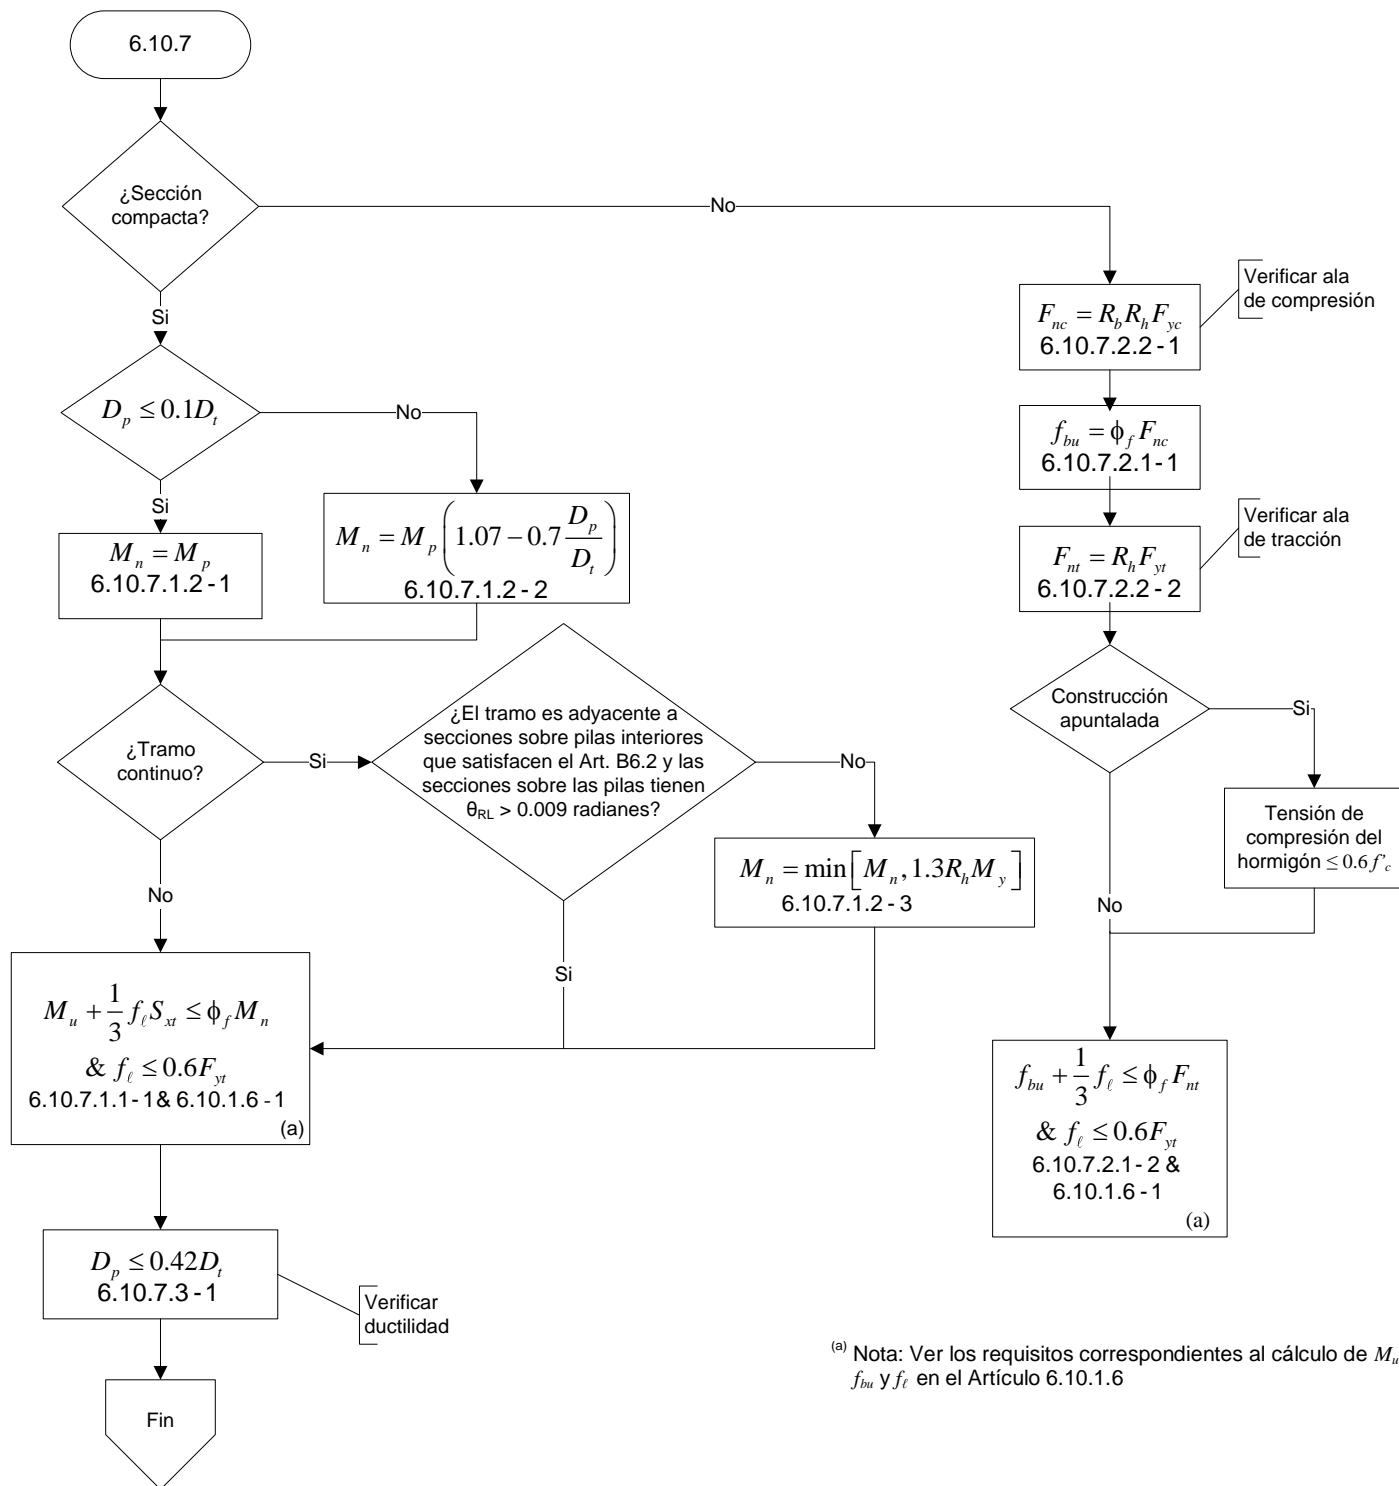 6.10.7
¿Sección
compacta?
No
Si
D_p ≤ 0.1D_t
No
Si
M_n = M_p
6.10.7.1.2 - 1
M_n = M_p (1.07 − 0.7 D_p/D_t)
6.10.7.1.2 - 2
¿Tramo
continuo?
Si
¿El tramo es adyacente a
secciones sobre pilas interiores
que satisfacen el Art. B6.2 y las
secciones sobre las pilas tienen
θ_RL > 0.009 radianes?
No
M_n = min[M_n, 1.3R_h M_y]
6.10.7.1.2 - 3
Si
No
M_u + 1/3 f_ℓ S_xt ≤ ϕ_f M_n
& f_ℓ ≤ 0.6F_yt
6.10.7.1.1 - 1 & 6.10.1.6 - 1
(a)
D_p ≤ 0.42D_t
6.10.7.3 - 1
Verificar
ductilidad
Fin
F_nc = R_b R_h F_yc
6.10.7.2.2 - 1
Verificar ala
de compresión
f_bu = ϕ_f F_nc
6.10.7.2.1 - 1
F_nt = R_h F_yt
6.10.7.2.2 - 2
Verificar ala
de tracción
Construcción
apuntalada
Si
Tensión de
compresión del
hormigón ≤ 0.6 f'_c
No
f_bu + 1/3 f_ℓ ≤ ϕ_f F_nt
& f_ℓ ≤ 0.6F_yt
6.10.7.2.1 - 2 &
6.10.1.6 - 1
(a)
(a) Nota: Ver los requisitos correspondientes al cálculo de M_u
f_bu y f_ℓ en el Artículo 6.10.1.6